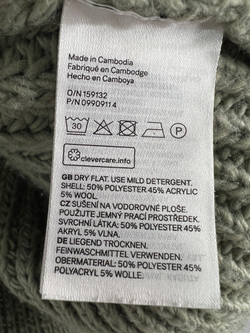 Made in Cambodia
Fabriqué en Cambodge
Hecho en Camboya
O/N 159132
P/N 09909114
30
P
clevercare.info
GB DRY FLAT. USE MILD DETERGENT.
SHELL: 50% POLYESTER 45% ACRYLIC
5% WOOL
CZ SUŠENÍ NA VODOROVNÉ PLOŠE.
POUŽIJTE JEMNÝ PRACÍ PROSTŘEDEK.
SVRCHNÍ LÁTKA: 50% POLYESTER 45%
AKRYL 5% VLNA.
DE LIEGEND TROCKNEN.
FEINWASCHMITTEL VERWENDEN.
OBERMATERIAL: 50% POLYESTER 45%
POLYACRYL 5% WOLLE.